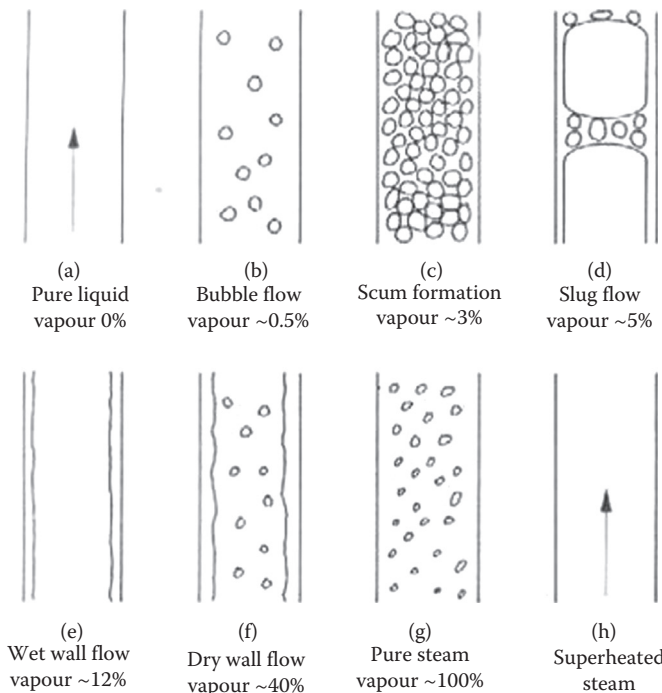 (a)
Pure liquid
vapour 0%
(b)
Bubble flow
vapour ~0.5%
(c)
Scum formation
vapour ~3%
(d)
Slug flow
vapour ~5%
(e)
Wet wall flow
vapour ~12%
(f)
Dry wall flow
vapour ~40%
(g)
Pure steam
vapour ~100%
(h)
Superheated
steam